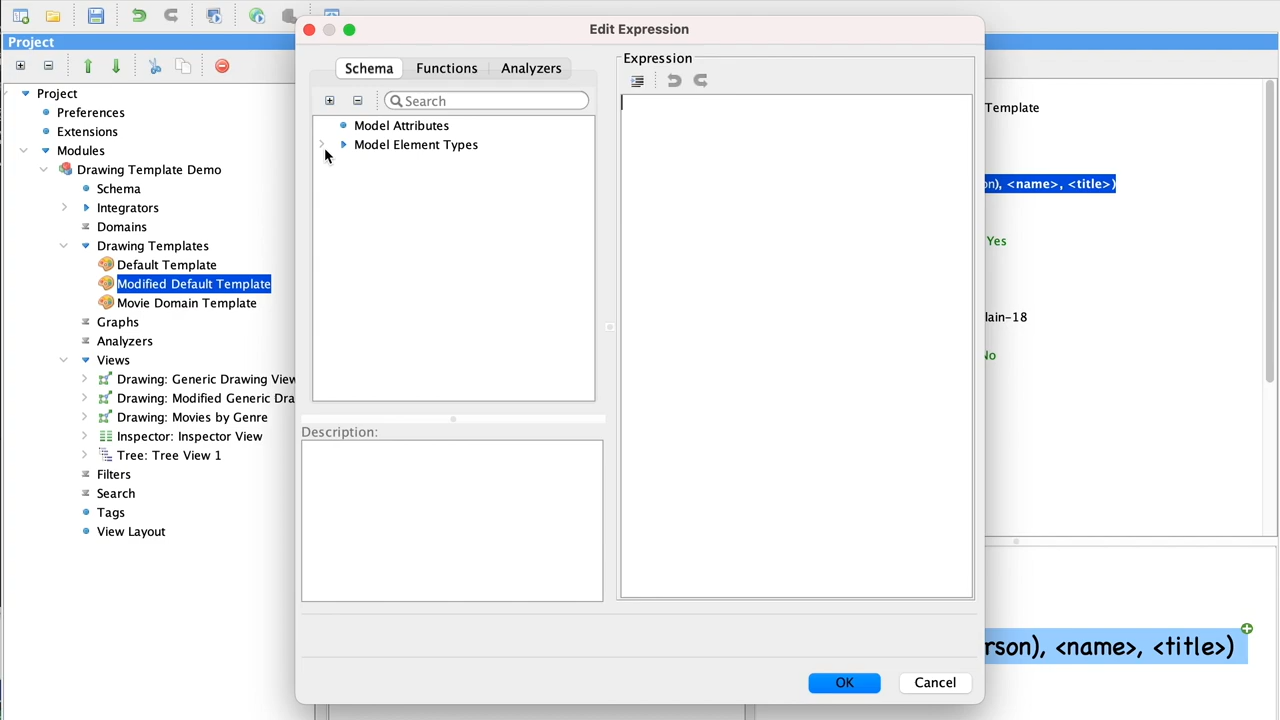 Edit Expression
Project
Project
Preferences
Extensions
Modules
Drawing Template Demo
Schema
Integrators
Domains
Drawing Templates
Default Template
Modified Default Template
Movie Domain Template
Graphs
Analyzers
Views
Drawing: Generic Drawing View
Drawing: Modified Generic Dra
Drawing: Movies by Genre
Inspector: Inspector View
Tree: Tree View 1
Filters
Search
Tags
View Layout
Schema
Functions
Analyzers
Search
Model Attributes
Model Element Types
Description:
Expression
OK
Cancel
Template
on), <name>, <title>)
Yes
lain-18
No
rson), <name>, <title>)